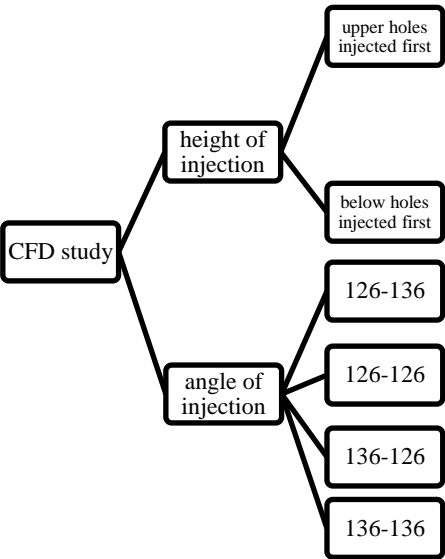 upper holes
injected first
height of
injection
below holes
injected first
CFD study
126-136
126-126
angle of
injection
136-126
136-136